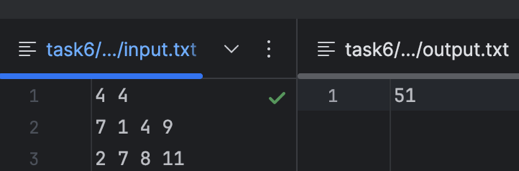 task6/.../input.txt
task6/.../output.txt
1 4 4
2 7 1 4 9
3 2 7 8 11
1 51